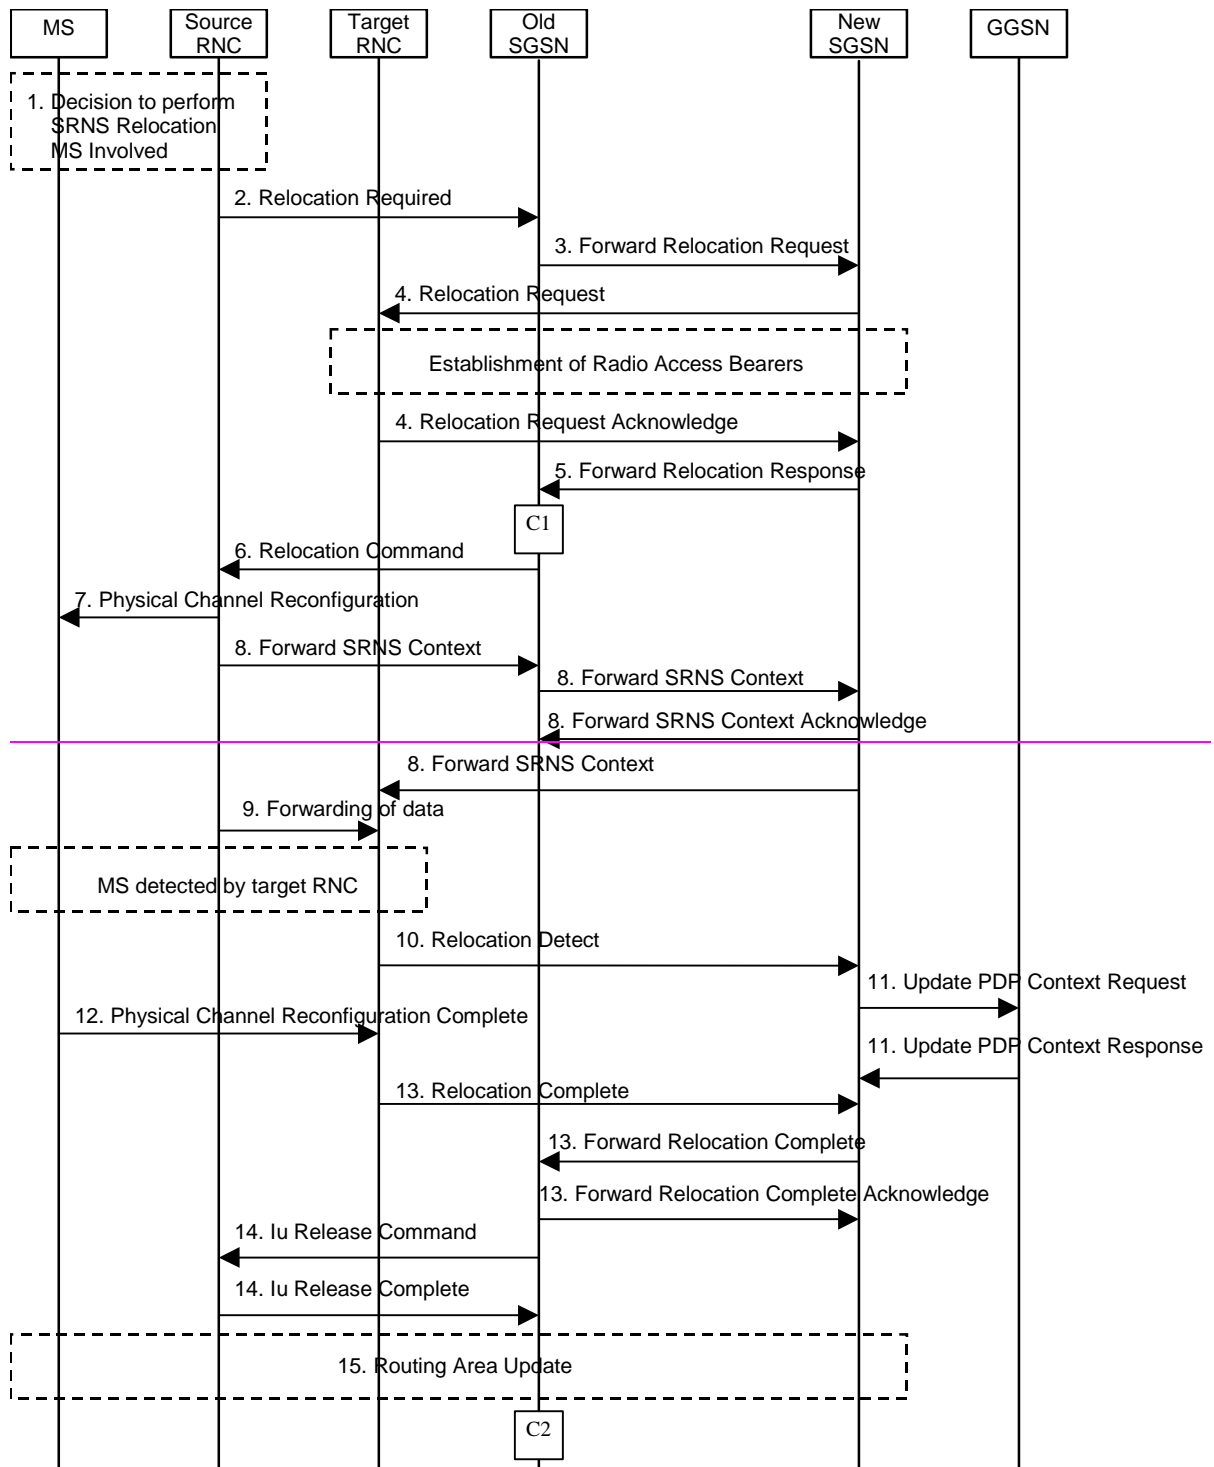 MS
Source
RNC
Target
RNC
Old
SGSN
New
SGSN
GGSN
1. Decision to perform
SRNS Relocation
MS Involved
2. Relocation Required
3. Forward Relocation Request
4. Relocation Request
Establishment of Radio Access Bearers
4. Relocation Request Acknowledge
5. Forward Relocation Response
C1
6. Relocation Command
7. Physical Channel Reconfiguration
8. Forward SRNS Context
8. Forward SRNS Context
8. Forward SRNS Context Acknowledge
8. Forward SRNS Context
9. Forwarding of data
MS detected by target RNC
10. Relocation Detect
11. Update PDP Context Request
12. Physical Channel Reconfiguration Complete
11. Update PDP Context Response
13. Relocation Complete
13. Forward Relocation Complete
13. Forward Relocation Complete Acknowledge
14. Iu Release Command
14. Iu Release Complete
15. Routing Area Update
C2